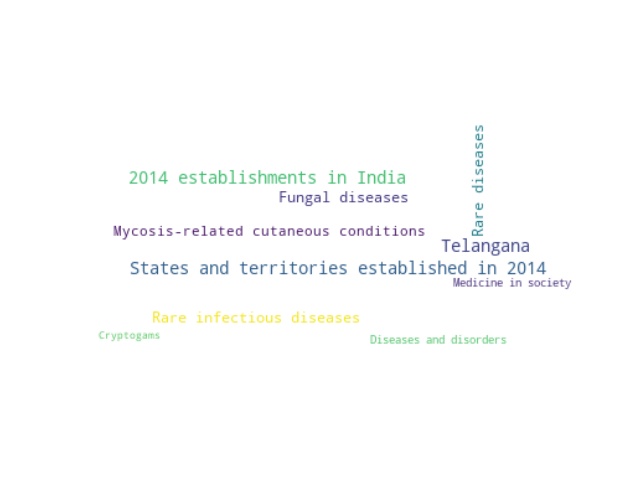 Rare diseases
2014 establishments in India
Fungal diseases
Mycosis-related cutaneous conditions
Telangana
States and territories established in 2014
Medicine in society
Rare infectious diseases
Cryptogams
Diseases and disorders